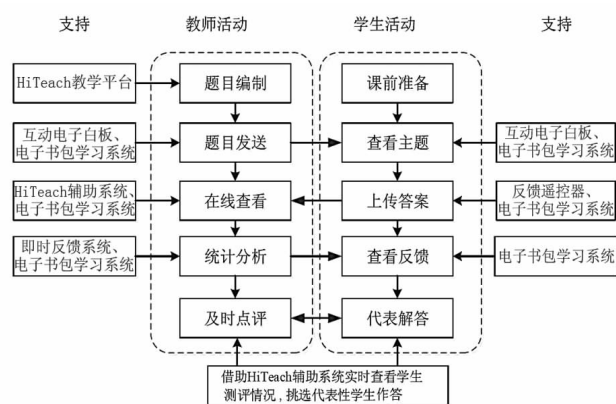 支持
教师活动
学生活动
支持
HiTeach教学平台
题目编制
课前准备
互动电子白板、
电子书包学习系统
题目发送
查看主题
互动电子白板、
电子书包学习系统
HiTeach辅助系统、
电子书包学习系统
在线查看
上传答案
反馈遥控器、
电子书包学习系统
即时反馈系统、
电子书包学习系统
统计分析
查看反馈
电子书包学习系统
及时点评
代表解答
借助HiTeach辅助系统实时查看学生
测评情况,挑选代表性学生作答